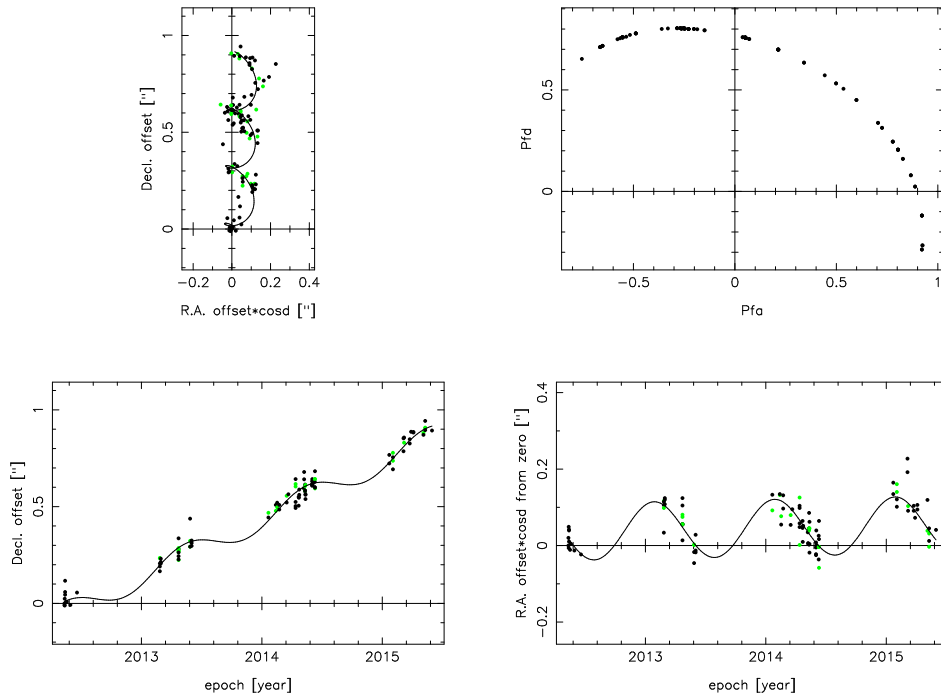 1
0.5
0
Decl. offset ["]
−0.2 0 0.2 0.4
R.A. offset*cosd ["]
0.5
0
Pfd
−0.5 0 0.5 1
Pfa
1
0.5
0
Decl. offset ["]
2013 2014 2015
epoch [year]
0.4
0.2
0
−0.2
R.A. offset*cosd from zero ["]
2013 2014 2015
epoch [year]